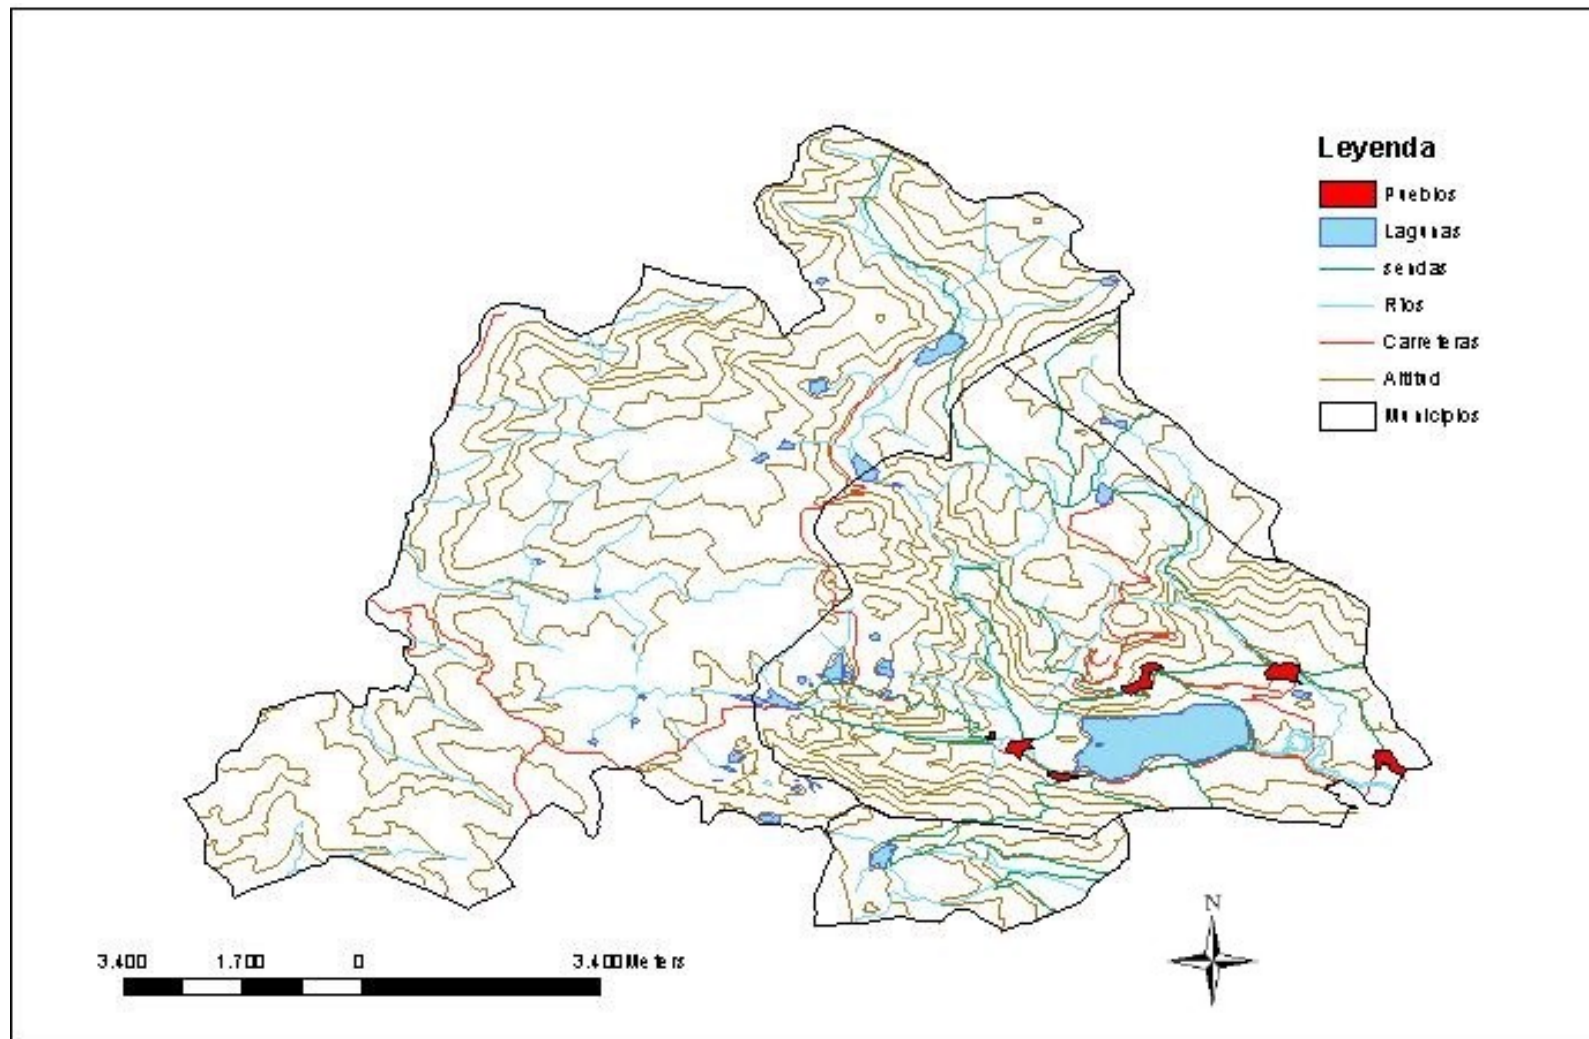 Leyenda
Pueblos
Lagunas
sendas
Ríos
Carreteras
Altitud
Municipios
N
3.400 1.700 0 3.400 Meters